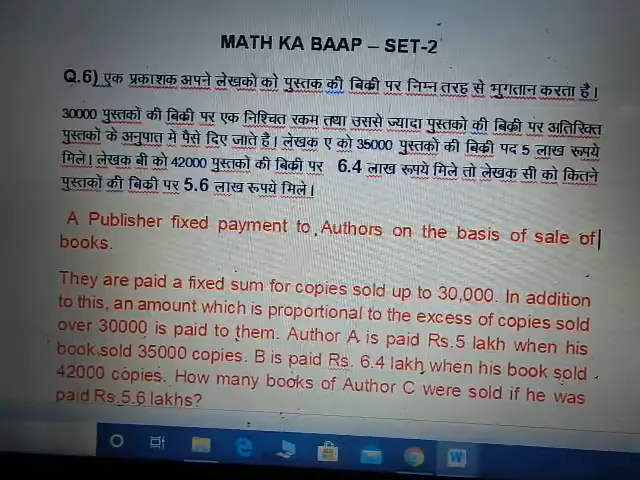 MATH KA BAAP – SET-2
Q.6) एक प्रकाशक अपने लेखको को पुस्तक की बिक्री पर निम्न तरह से भुगतान करता है।
30000 पुस्तकों की बिक्री पर एक निश्चित रकम तथा उससे ज्यादा पुस्तको की बिक्री पर अतिरिक्त
पुस्तको के अनुपात मे पैसे दिए जाते है। लेखक ए को 35000 पुस्तकों की बिक्री पद 5 लाख रूपये
मिले। लेखक बी को 42000 पुस्तकों की बिक्री पर 6.4 लाख रूपये मिले तो लेखक सी को कितने
पुस्तकों की बिक्री पर 5.6 लाख रूपये मिले।
A Publisher fixed payment to Authors on the basis of sale of
books.
They are paid a fixed sum for copies sold up to 30,000. In addition
to this, an amount which is proportional to the excess of copies sold
over 30000 is paid to them. Author A is paid Rs.5 lakh when his
book sold 35000 copies. B is paid Rs. 6.4 lakh when his book sold
42000 copies. How many books of Author C were sold if he was
paid Rs.5.6 lakhs?